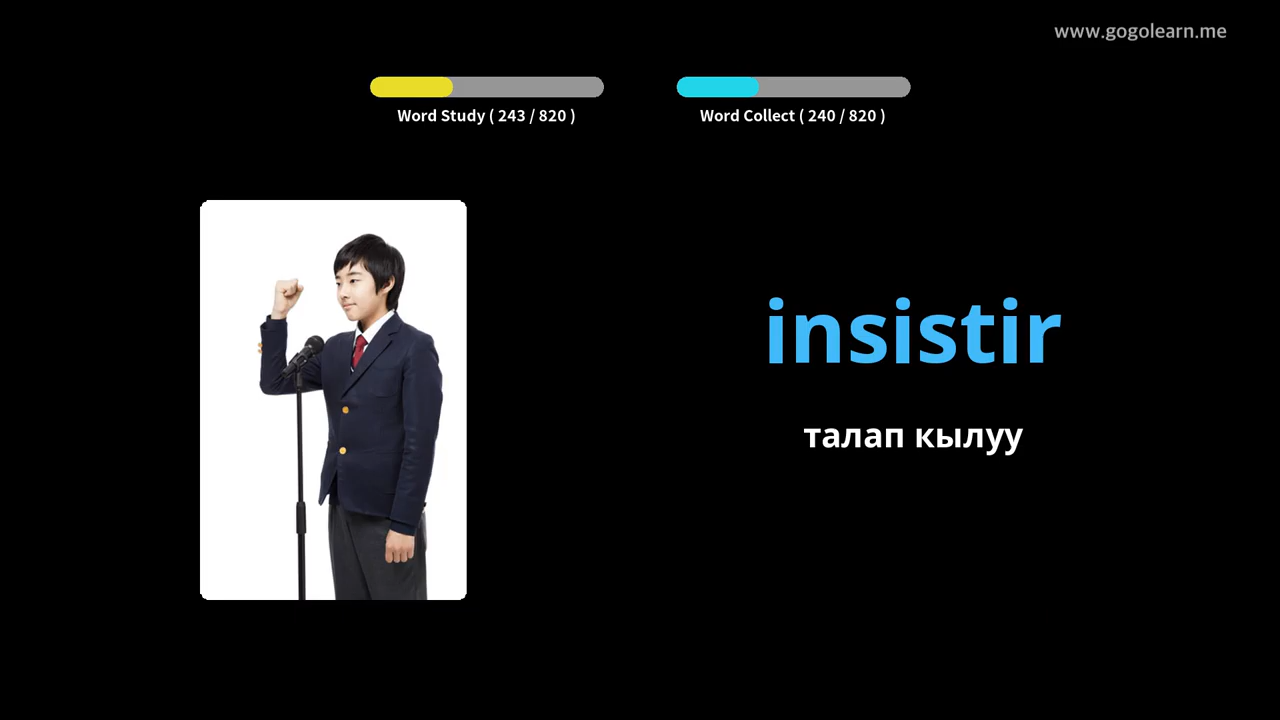 www.gogolearn.me
Word Study ( 243 / 820 )
Word Collect ( 240 / 820 )
insistir
талап кылуу